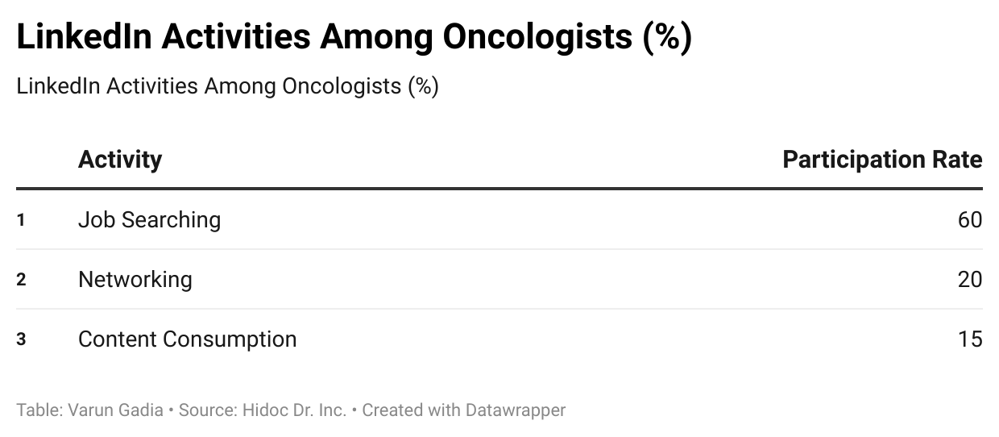 LinkedIn Activities Among Oncologists (%)
LinkedIn Activities Among Oncologists (%)
Activity Participation Rate
1 Job Searching 60
2 Networking 20
3 Content Consumption 15
Table: Varun Gadia • Source: Hidoc Dr. Inc. • Created with Datawrapper